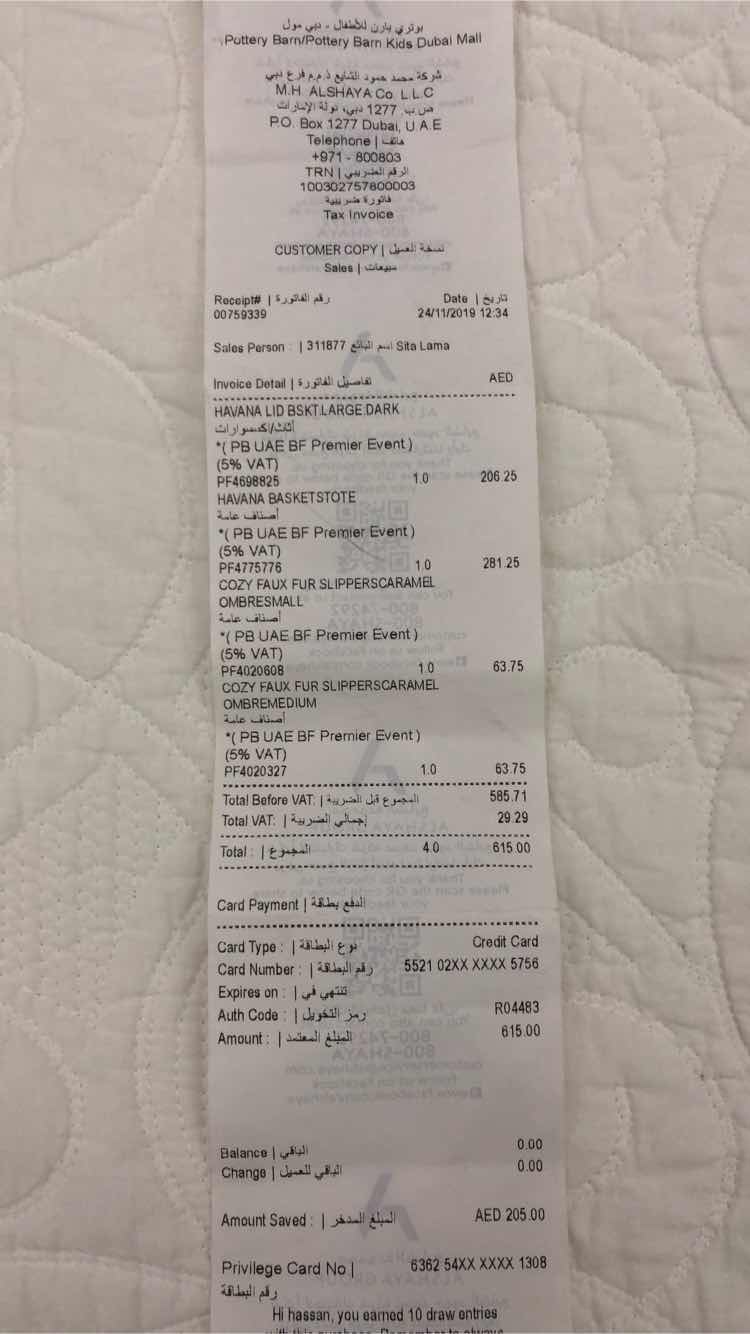 بوتري بارن للأطفال - دبي مول
Pottery Barn/Pottery Barn Kids Dubai Mall
شركة محمد حمود الشايع ذ.م.م فرع دبي
M.H. ALSHAYA Co. L.L.C
ص.ب. 1277 دبي، دولة الإمارات
P.O. Box 1277 Dubai, U.A.E
Telephone | هاتف
+971 - 800803
TRN | الرقم الضريبي
100302757800003
فاتورة ضريبية
Tax Invoice
CUSTOMER COPY | نسخة العميل
Sales | مبيعات
Receipt# | رقم الفاتورة Date | تاريخ
00759339 24/11/2019 12:34
Sales Person : | 311877 اسم البائع Sita Lama
Invoice Detail | تفاصيل الفاتورة AED
HAVANA LID BSKT:LARGE:DARK
أثاث/اكسسوارات
*( PB UAE BF Premier Event )
(5% VAT)
PF4698825 1.0 206.25
HAVANA BASKETSTOTE
أصناف عامة
*( PB UAE BF Premier Event )
(5% VAT)
PF4775776 1.0 281.25
COZY FAUX FUR SLIPPERSCARAMEL
OMBRESMALL
أصناف عامة
*( PB UAE BF Premier Event )
(5% VAT)
PF4020608 1.0 63.75
COZY FAUX FUR SLIPPERSCARAMEL
OMBREMEDIUM
أصناف عامة
*( PB UAE BF Premier Event )
(5% VAT)
PF4020327 1.0 63.75
Total Before VAT: | المجموع قبل الضريبة 585.71
Total VAT: | إجمالي الضريبة 29.29
Total : | المجموع 4.0 615.00
Card Payment | الدفع بطاقة
Card Type : | نوع البطاقة Credit Card
Card Number : | رقم البطاقة 5521 02XX XXXX 5756
Expires on : | تنتهي في
Auth Code : | رمز التخويل R04483
Amount : | المبلغ المعتمد 615.00
Balance | الباقي 0.00
Change | الباقي للعميل 0.00
Amount Saved : | المبلغ المدخر AED 205.00
Privilege Card No | 6362 54XX XXXX 1308
رقم البطاقة
Hi hassan, you earned 10 draw entries
with this purchase. Remember to always